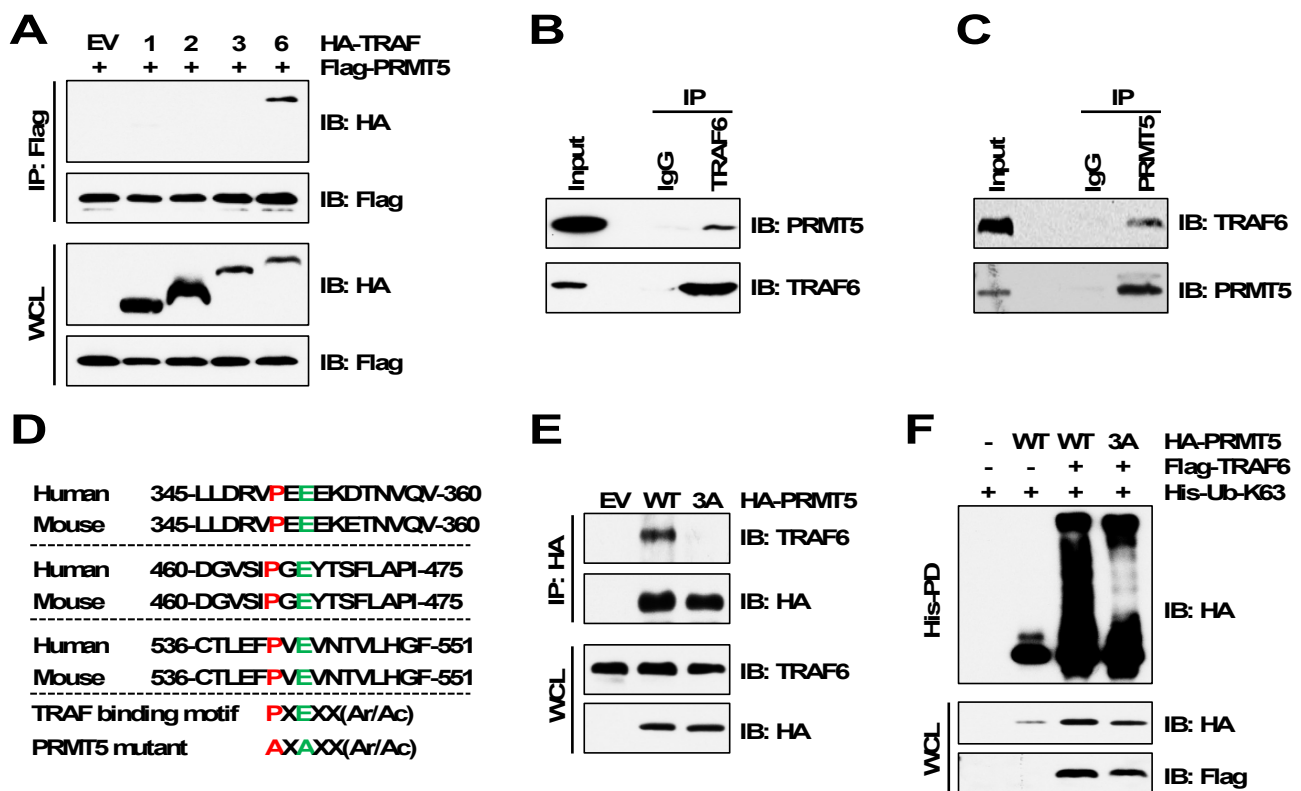 A
EV 1 2 3 6 HA-TRAF
+ + + + + Flag-PRMT5
IP: Flag
IB: HA
IB: Flag
WCL
IB: HA
IB: Flag
B
IP
Input IgG TRAF6
IB: PRMT5
IB: TRAF6
C
IP
Input IgG PRMT5
IB: TRAF6
IB: PRMT5
D
Human 345-LLDRVPEEEKDTNVQV-360
Mouse 345-LLDRVPEEEKETNVQV-360
Human 460-DGVSIPGEYTSFLAPI-475
Mouse 460-DGVSIPGEYTSFLAPI-475
Human 536-CTLEFPVEVNTVLHGF-551
Mouse 536-CTLEFPVEVNTVLHGF-551
TRAF binding motif PXEXX(Ar/Ac)
PRMT5 mutant AXAXX(Ar/Ac)
E
EV WT 3A HA-PRMT5
IP: HA
IB: TRAF6
IB: HA
WCL
IB: TRAF6
IB: HA
F
- WT WT 3A HA-PRMT5
- - + + Flag-TRAF6
+ + + + His-Ub-K63
His-PD
IB: HA
WCL
IB: HA
IB: Flag